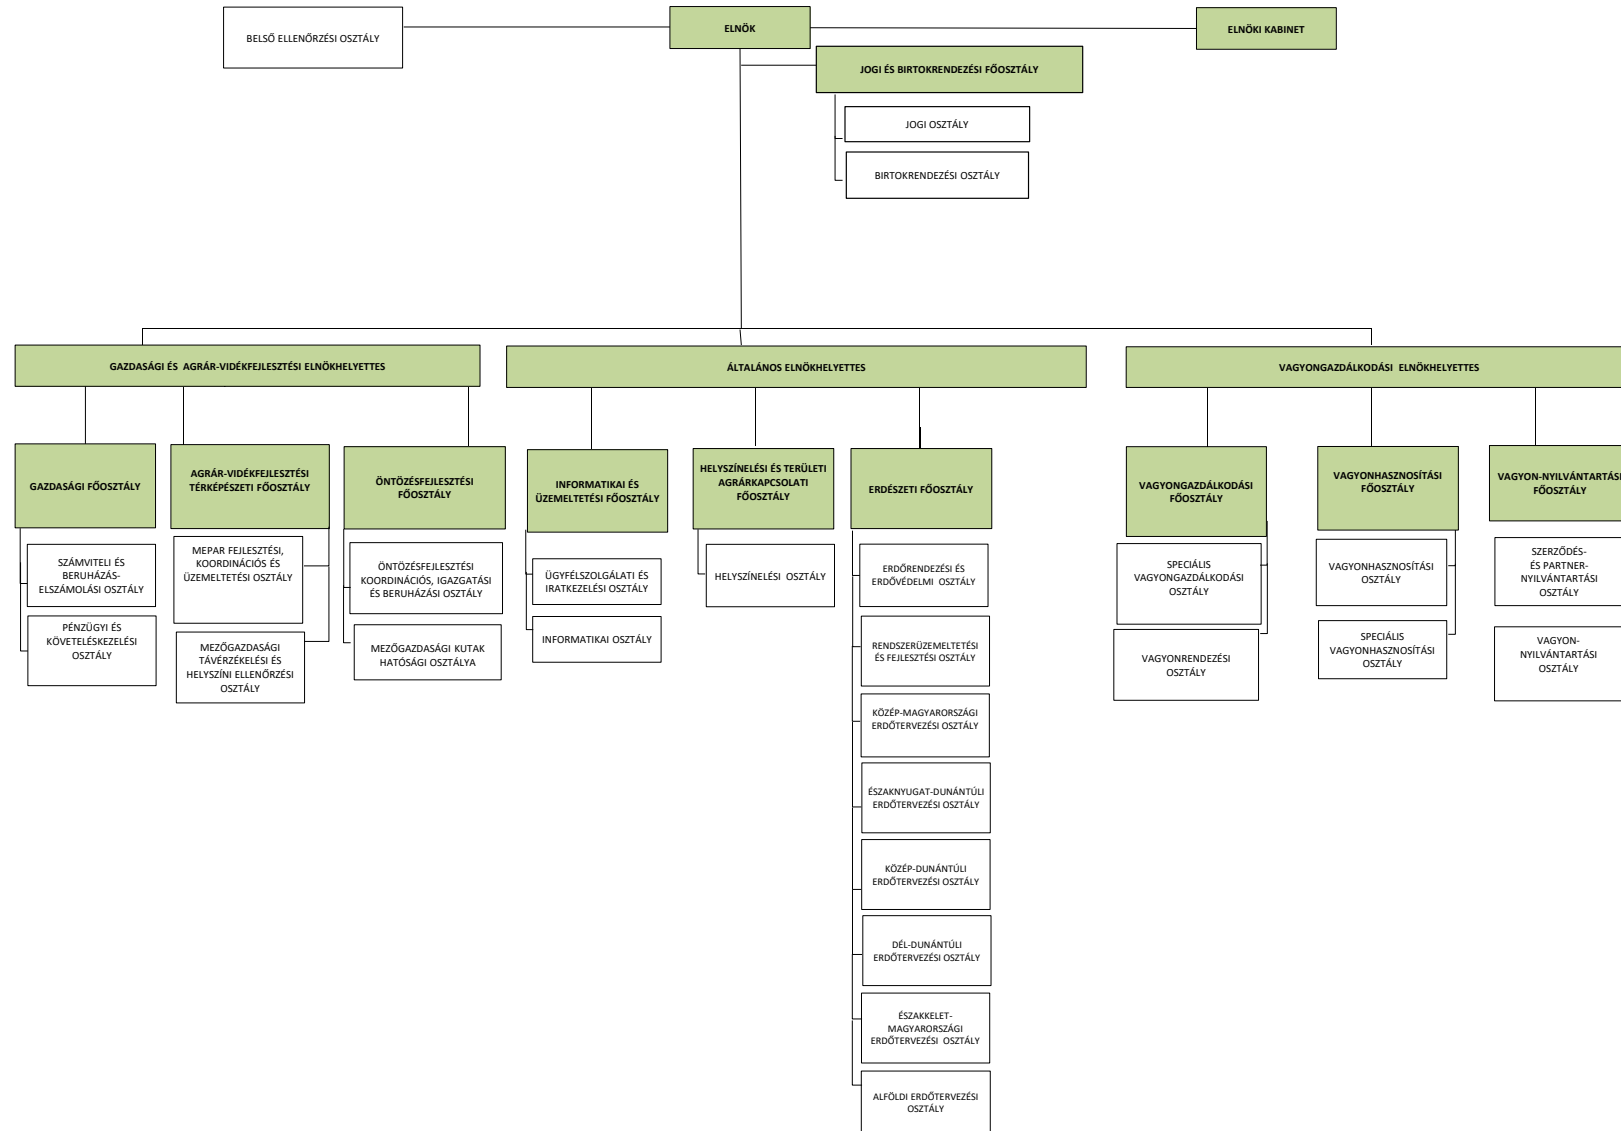 BELSŐ ELLENŐRZÉSI OSZTÁLY
ELNÖK
ELNÖKI KABINET
JOGI ÉS BIRTOKRENDEZÉSI FŐOSZTÁLY
JOGI OSZTÁLY
BIRTOKRENDEZÉSI OSZTÁLY
GAZDASÁGI ÉS AGRÁR-VIDÉKFEJLESZTÉSI ELNÖKHELYETTES
ÁLTALÁNOS ELNÖKHELYETTES
VAGYONGAZDÁLKODÁSI ELNÖKHELYETTES
GAZDASÁGI FŐOSZTÁLY
SZÁMVITELI ÉS
BERUHÁZÁS-
ELSZÁMOLÁSI OSZTÁLY
PÉNZÜGYI ÉS
KÖVETELÉSKEZELÉSI
OSZTÁLY
AGRÁR-VIDÉKFEJLESZTÉSI
TÉRKÉPÉSZETI FŐOSZTÁLY
MEPAR FEJLESZTÉSI,
KOORDINÁCIÓS ÉS
ÜZEMELTETÉSI OSZTÁLY
MEZŐGAZDASÁGI
TÁVÉRZÉKELÉSI ÉS
HELYSZÍNI ELLENŐRZÉSI
OSZTÁLY
ÖNTÖZÉSFEJLESZTÉSI
FŐOSZTÁLY
ÖNTÖZÉSFEJLESZTÉSI
KOORDINÁCIÓS, IGAZGATÁSI
ÉS BERUHÁZÁSI OSZTÁLY
MEZŐGAZDASÁGI KUTAK
HATÓSÁGI OSZTÁLYA
INFORMATIKAI ÉS
ÜZEMELTETÉSI FŐOSZTÁLY
ÜGYFÉLSZOLGÁLATI ÉS
IRATKEZELÉSI OSZTÁLY
INFORMATIKAI OSZTÁLY
HELYSZÍNELÉSI ÉS TERÜLETI
AGRÁRKAPCSOLATI
FŐOSZTÁLY
HELYSZÍNELÉSI OSZTÁLY
ERDÉSZETI FŐOSZTÁLY
ERDŐRENDEZÉSI ÉS
ERDŐVÉDELMI OSZTÁLY
RENDSZERÜZEMELTETÉSI
ÉS FEJLESZTÉSI OSZTÁLY
KÖZÉP-MAGYARORSZÁGI
ERDŐTERVEZÉSI OSZTÁLY
ÉSZAKNYUGAT-DUNÁNTÚLI
ERDŐTERVEZÉSI OSZTÁLY
KÖZÉP-DUNÁNTÚLI
ERDŐTERVEZÉSI OSZTÁLY
DÉL-DUNÁNTÚLI
ERDŐTERVEZÉSI OSZTÁLY
ÉSZAKKELET-
MAGYARORSZÁGI
ERDŐTERVEZÉSI OSZTÁLY
ALFÖLDI ERDŐTERVEZÉSI
OSZTÁLY
VAGYONGAZDÁLKODÁSI
FŐOSZTÁLY
SPECIÁLIS
VAGYONGAZDÁLKODÁSI
OSZTÁLY
VAGYONRENDEZÉSI
OSZTÁLY
VAGYONHASZNOSÍTÁSI
FŐOSZTÁLY
VAGYONHASZNOSÍTÁSI
OSZTÁLY
SPECIÁLIS
VAGYONHASZNOSÍTÁSI
OSZTÁLY
VAGYON-NYILVÁNTARTÁSI
FŐOSZTÁLY
SZERZŐDÉS-
ÉS PARTNER-
NYILVÁNTARTÁSI
OSZTÁLY
VAGYON-
NYILVÁNTARTÁSI
OSZTÁLY